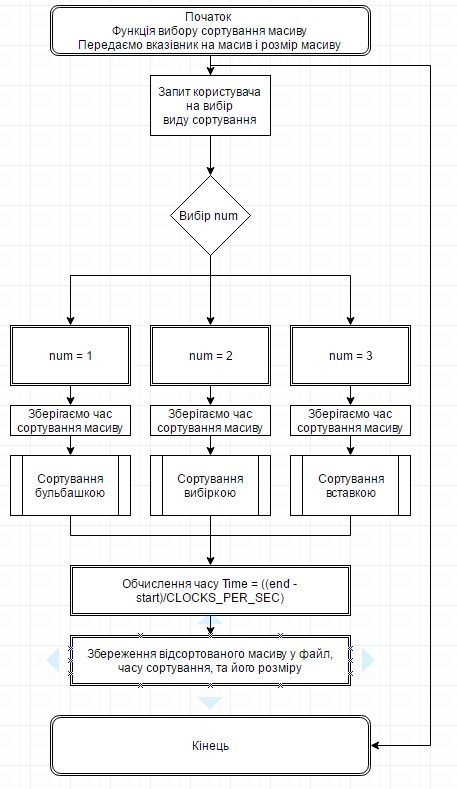 Початок
Функція вибору сортування масиву
Передаємо вказівник на масив і розмір масиву
Запит користувача
на вибір
виду сортування
Вибір num
num = 1
num = 2
num = 3
Зберігаємо час
сортування масиву
Зберігаємо час
сортування масиву
Зберігаємо час
сортування масиву
Сортування
бульбашкою
Сортування
вибіркою
Сортування
вставкою
Обчислення часу Time = ((end -
start)/CLOCKS_PER_SEC)
Збереження відсортованого масиву у файл,
часу сортування, та його розміру
Кінець